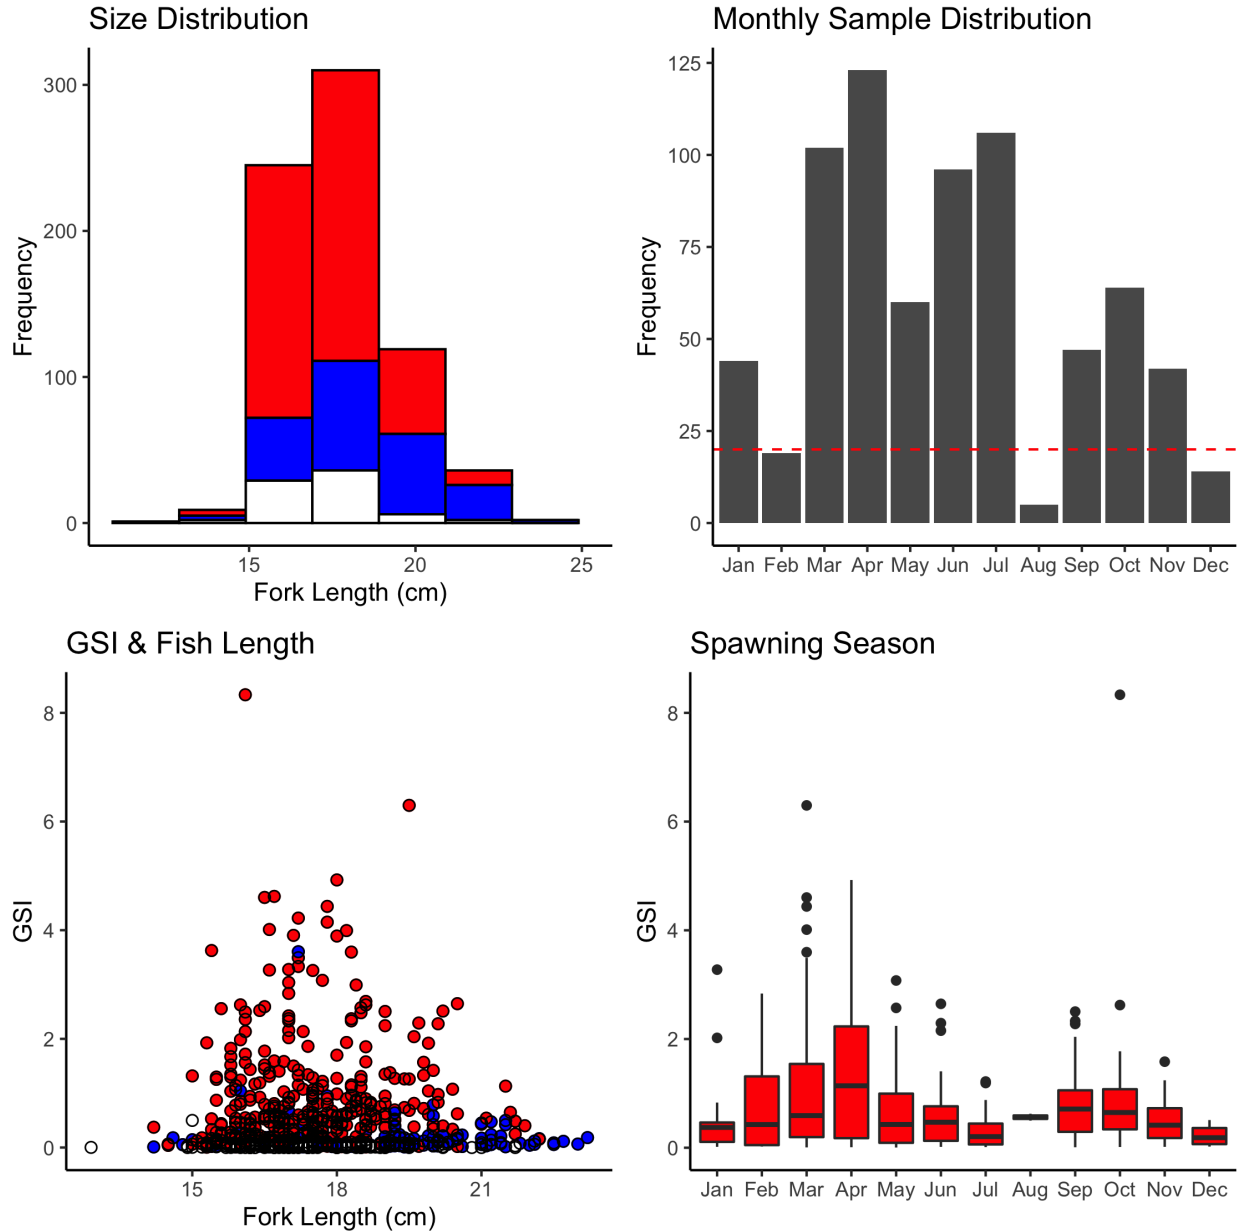 Size Distribution
Frequency
300
200
100
0
15 20 25
Fork Length (cm)
Monthly Sample Distribution
Frequency
125
100
75
50
25
0
Jan Feb Mar Apr May Jun Jul Aug Sep Oct Nov Dec
GSI & Fish Length
GSI
8
6
4
2
0
15 18 21
Fork Length (cm)
Spawning Season
GSI
8
6
4
2
0
Jan Feb Mar Apr May Jun Jul Aug Sep Oct Nov Dec